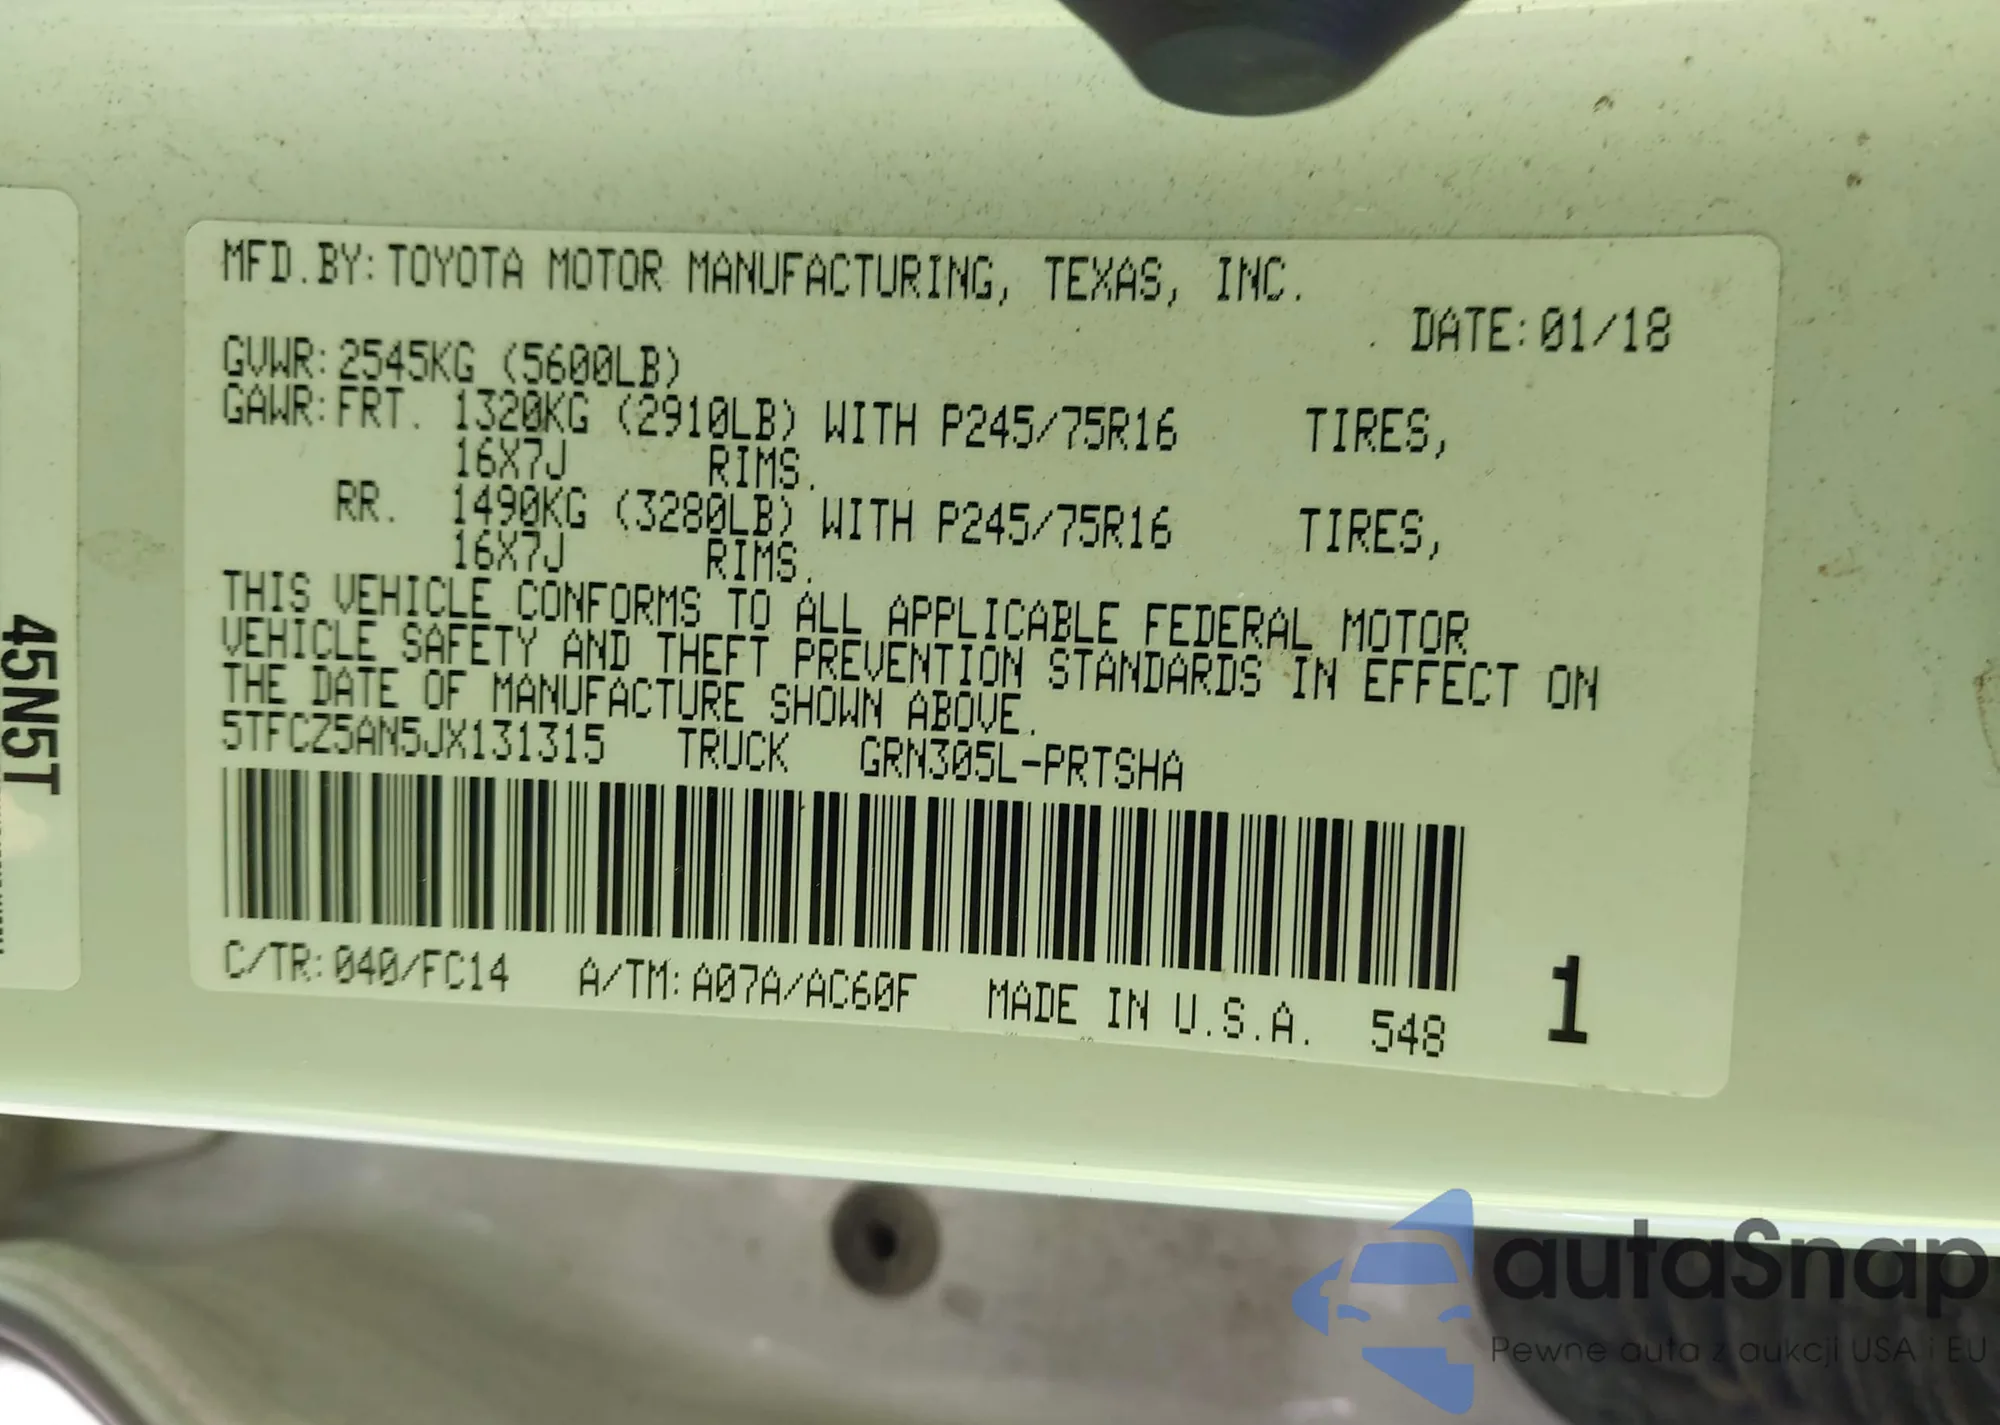 MFD.BY:TOYOTA MOTOR MANUFACTURING, TEXAS, INC.
DATE:01/18
GVWR:2545KG (5600LB)
GAWR:FRT. 1320KG (2910LB) WITH P245/75R16 TIRES,
16X7J RIMS.
RR. 1490KG (3280LB) WITH P245/75R16 TIRES,
16X7J RIMS.
THIS VEHICLE CONFORMS TO ALL APPLICABLE FEDERAL MOTOR
VEHICLE SAFETY AND THEFT PREVENTION STANDARDS IN EFFECT ON
THE DATE OF MANUFACTURE SHOWN ABOVE.
5TFCZ5AN5JX131315 TRUCK GRN305L-PRTSHA
C/TR:040/FC14 A/TM:A07A/AC60F MADE IN U.S.A. 548 1
45N5T
autaSnap
Pewne auta z aukcji USA i EU